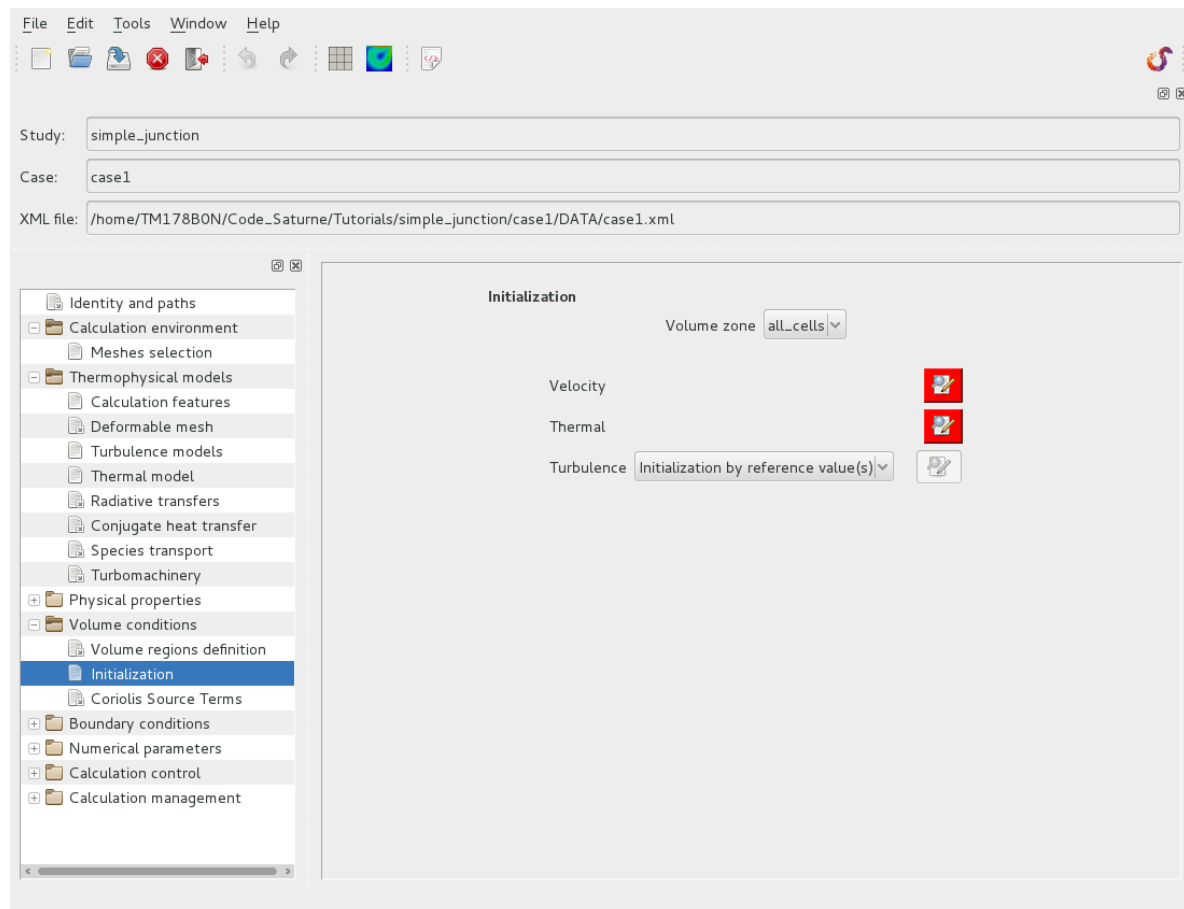 File Edit Tools Window Help
Study: simple_junction
Case: case1
XML file: /home/TM178B0N/Code_Saturne/Tutorials/simple_junction/case1/DATA/case1.xml
Identity and paths
Calculation environment
Meshes selection
Thermophysical models
Calculation features
Deformable mesh
Turbulence models
Thermal model
Radiative transfers
Conjugate heat transfer
Species transport
Turbomachinery
Physical properties
Volume conditions
Volume regions definition
Initialization
Coriolis Source Terms
Boundary conditions
Numerical parameters
Calculation control
Calculation management
Initialization
Volume zone all_cells
Velocity
Thermal
Turbulence Initialization by reference value(s)